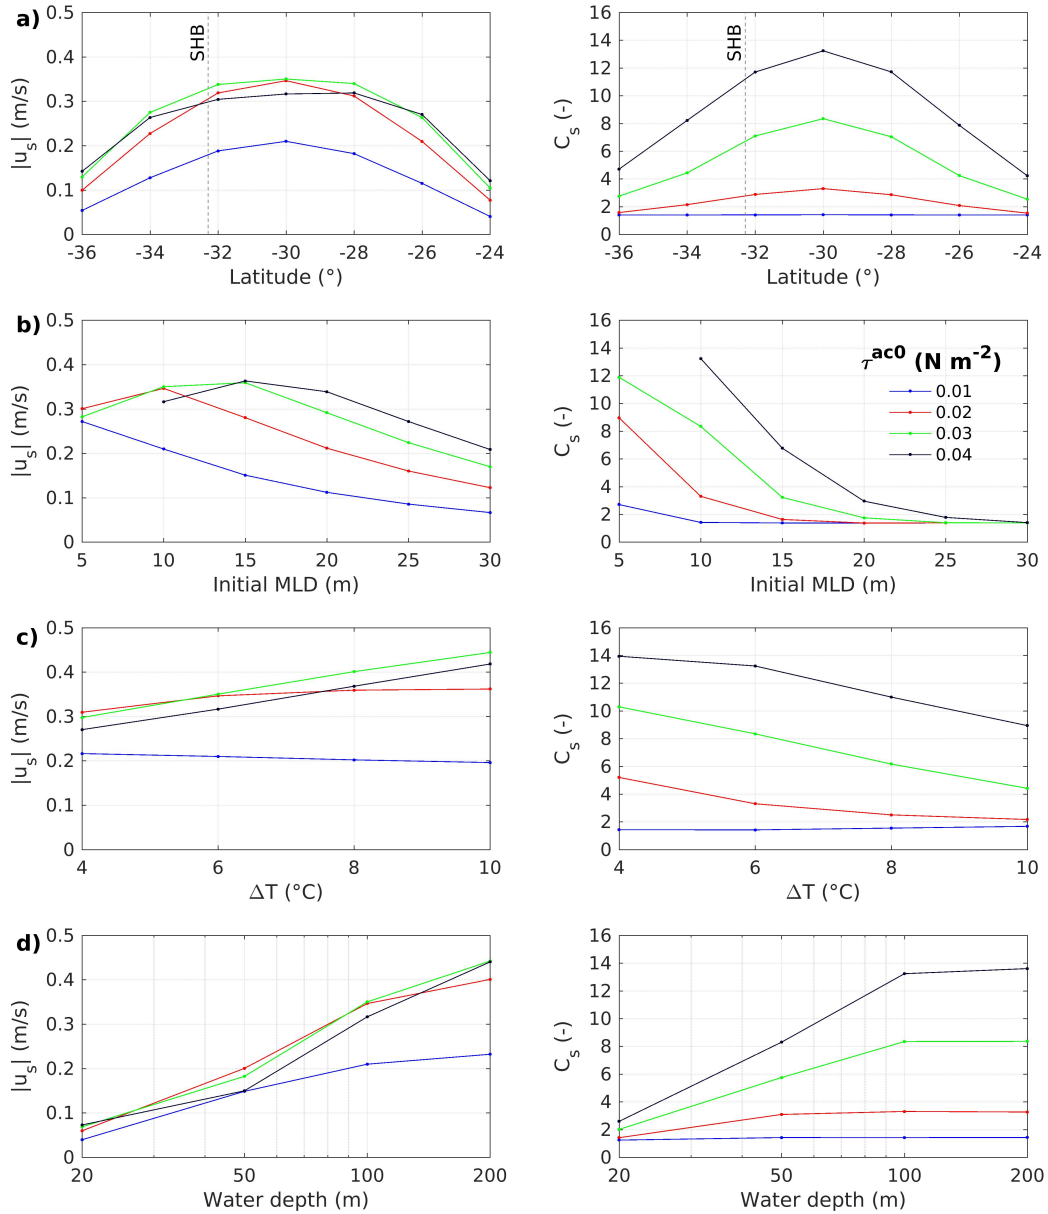 a)
0.5
0.4
0.3
0.2
0.1
0
|u_s| (m/s)
SHB
-36 -34 -32 -30 -28 -26 -24
Latitude (°)
16
14
12
10
8
6
4
2
0
C_s (-)
SHB
-36 -34 -32 -30 -28 -26 -24
Latitude (°)
b)
0.5
0.4
0.3
0.2
0.1
0
|u_s| (m/s)
5 10 15 20 25 30
Initial MLD (m)
16
14
12
10
8
6
4
2
0
C_s (-)
τ^ac0 (N m^-2)
0.01
0.02
0.03
0.04
5 10 15 20 25 30
Initial MLD (m)
c)
0.5
0.4
0.3
0.2
0.1
0
|u_s| (m/s)
4 6 8 10
ΔT (°C)
16
14
12
10
8
6
4
2
0
C_s (-)
4 6 8 10
ΔT (°C)
d)
0.5
0.4
0.3
0.2
0.1
0
|u_s| (m/s)
20 50 100 200
Water depth (m)
16
14
12
10
8
6
4
2
0
C_s (-)
20 50 100 200
Water depth (m)